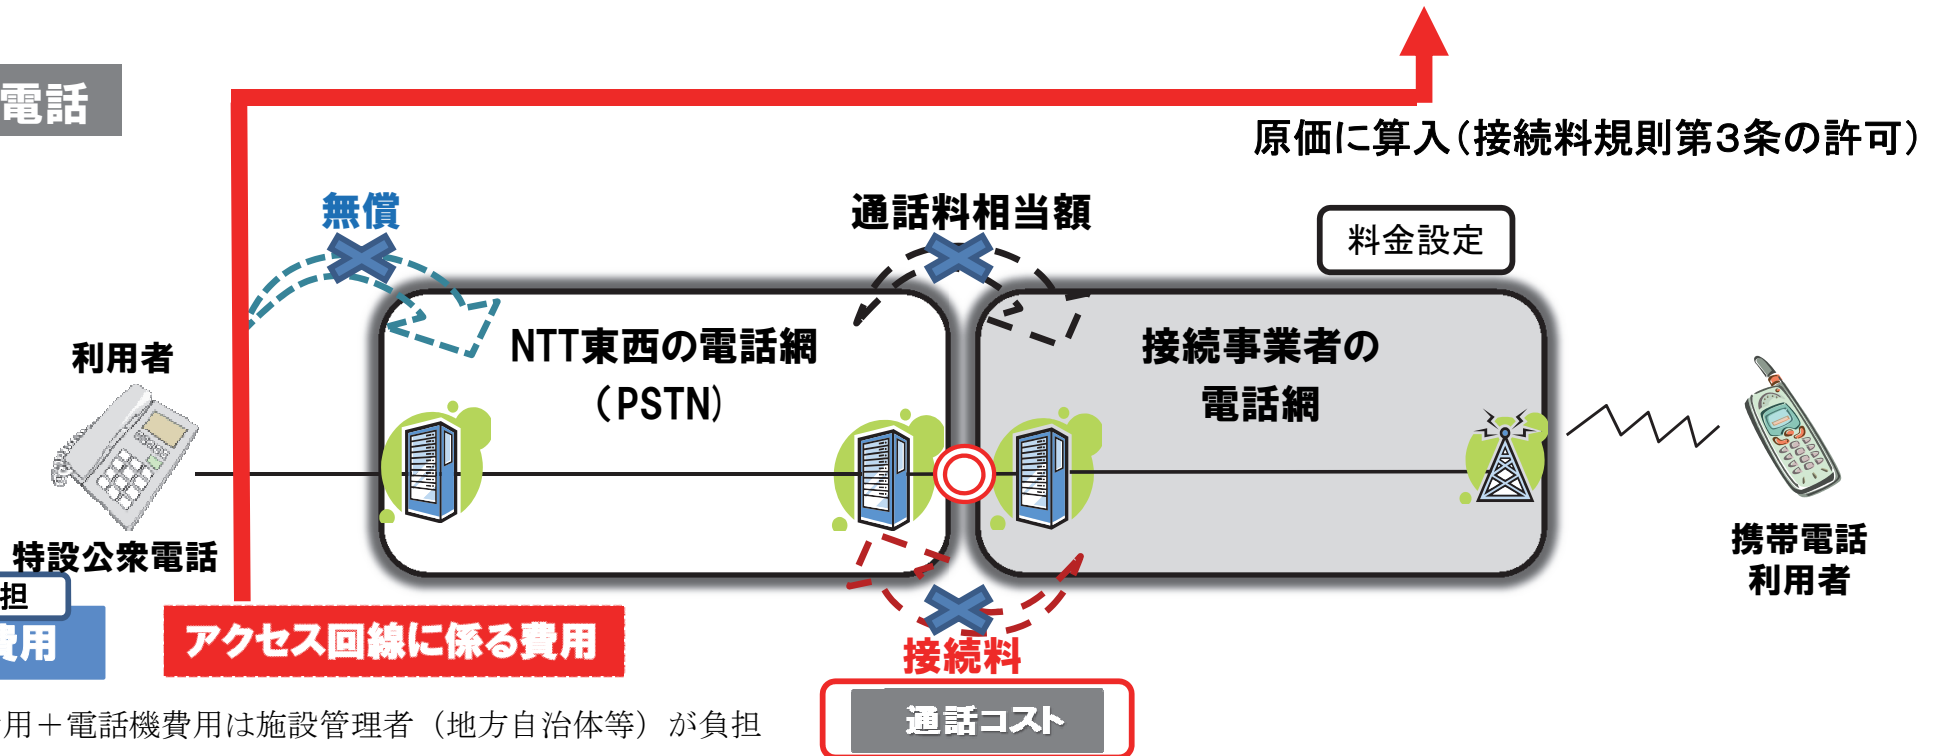 電話
原価に算入(接続料規則第3条の許可)
無償
通話料相当額
料金設定
利用者
NTT東西の電話網
(PSTN)
接続事業者の
電話網
特設公衆電話
携帯電話
利用者
担
費用
アクセス回線に係る費用
接続料
通話コスト
用+電話機費用は施設管理者(地方自治体等)が負担